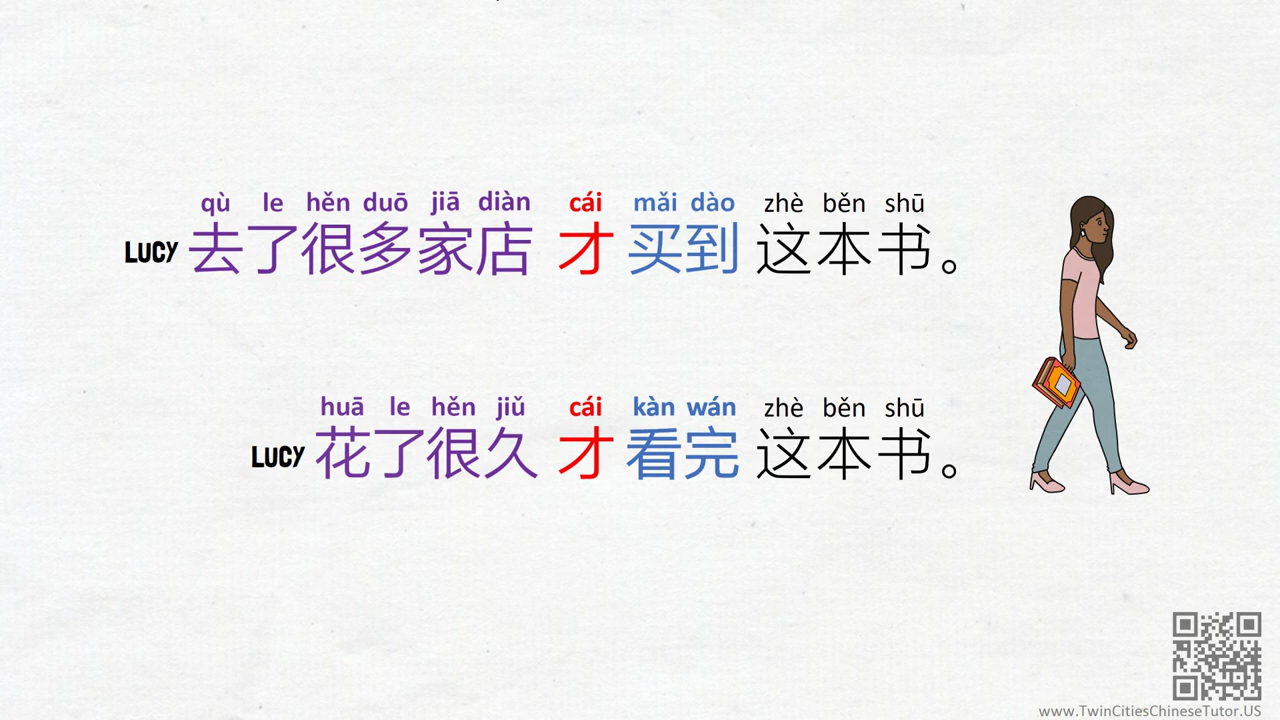 qù le hěn duō jiā diàn cái mǎi dào zhè běn shū
LUCY 去了很多家店 才 买到 这本书。
huā le hěn jiǔ cái kàn wán zhè běn shū
LUCY 花了很久 才 看完 这本书。
www.TwinCitiesChineseTutor.US